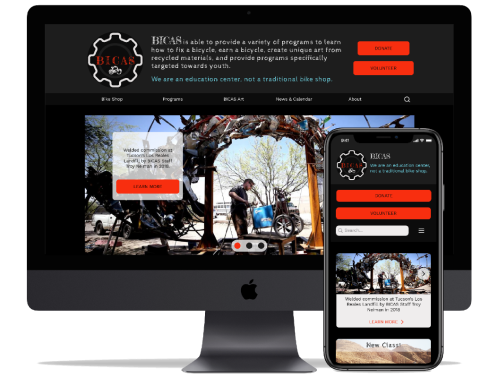 BICAS
BICAS is able to provide a variety of programs to learn
how to fix a bicycle, earn a bicycle, create unique art from
recycled materials, and provide programs specifically
targeted towards youth.
We are an education center, not a traditional bike shop.
DONATE
VOLUNTEER
Bike Shop
Programs
BICAS Art
News & Calendar
About
Welded commission at
Tucson's Los Reales
Landfill by BICAS Staff
Troy Neiman in 2018
LEARN MORE
BICAS
BICAS
We are an education center,
not a traditional bike shop.
DONATE
VOLUNTEER
Search...
Welded commission at Tucson's Los
Reales Landfill by BICAS Staff Troy
Neiman in 2018
LEARN MORE
New Class!